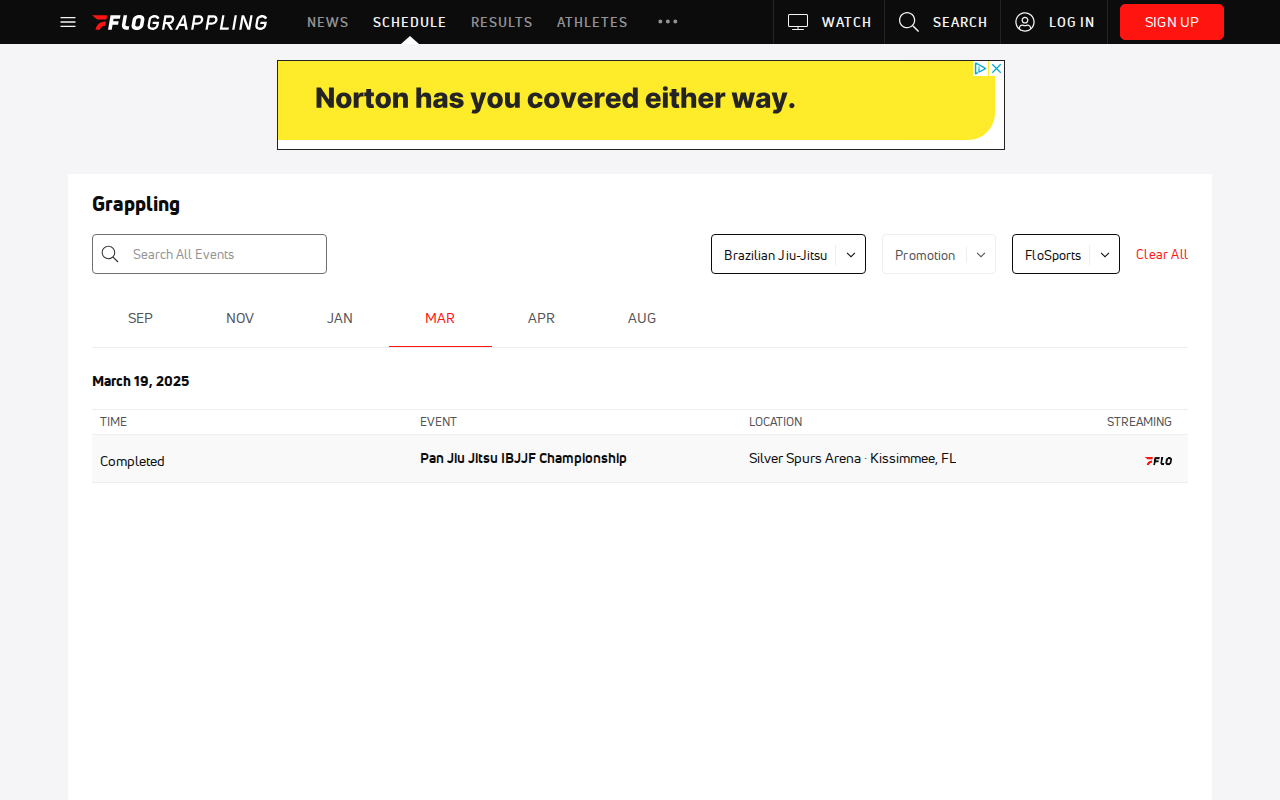 FLOGRAPPLING NEWS SCHEDULE RESULTS ATHLETES WATCH SEARCH LOG IN SIGN UP
Norton has you covered either way.
Grappling
Search All Events Brazilian Jiu-Jitsu Promotion FloSports Clear All
SEP NOV JAN MAR APR AUG
March 19, 2025
TIME EVENT LOCATION STREAMING
Completed Pan Jiu Jitsu IBJJF Championship Silver Spurs Arena · Kissimmee, FL FLO